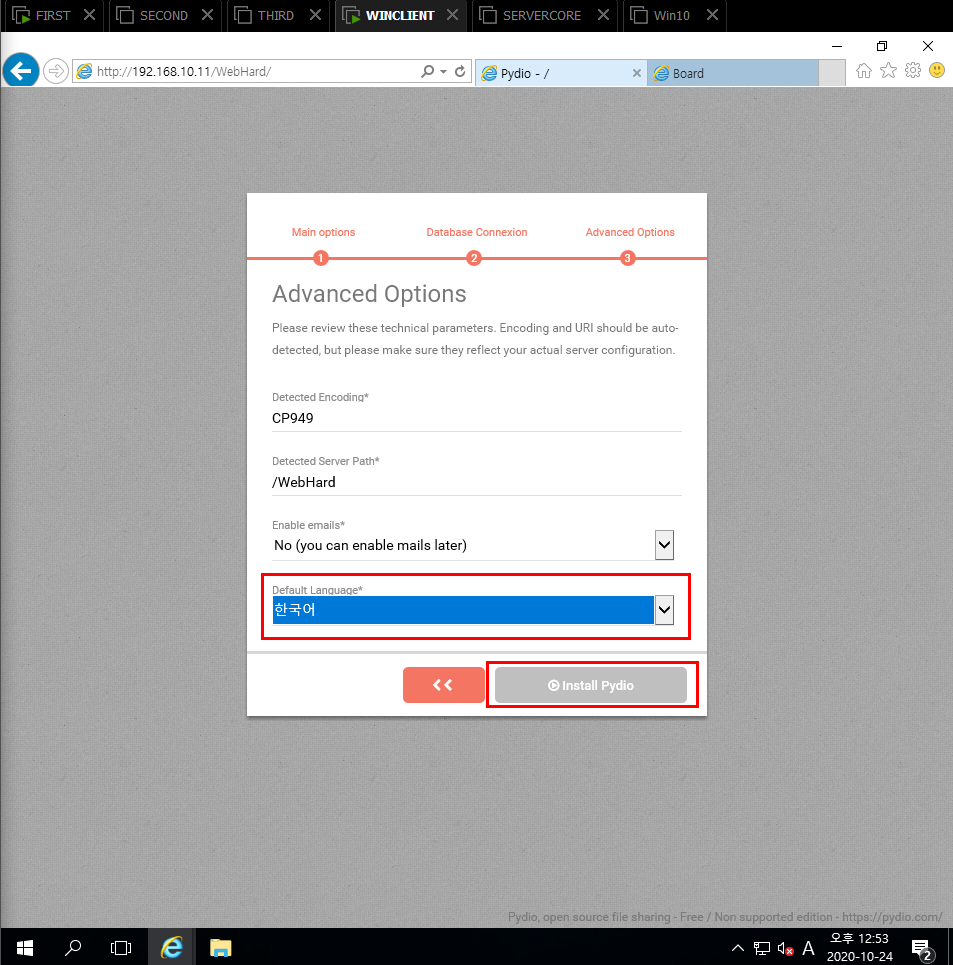 FIRST SECOND THIRD WINCLIENT SERVERCORE Win10
http://192.168.10.11/WebHard/ Pydio - / Board
Main options Database Connexion Advanced Options
1 2 3
Advanced Options
Please review these technical parameters. Encoding and URI should be auto-
detected, but please make sure they reflect your actual server configuration.
Detected Encoding*
CP949
Detected Server Path*
/WebHard
Enable emails*
No (you can enable mails later)
Default Language*
한국어
Install Pydio
Pydio, open source file sharing - Free / Non supported edition - https://pydio.com/
A 오후 12:53
2020-10-24 2